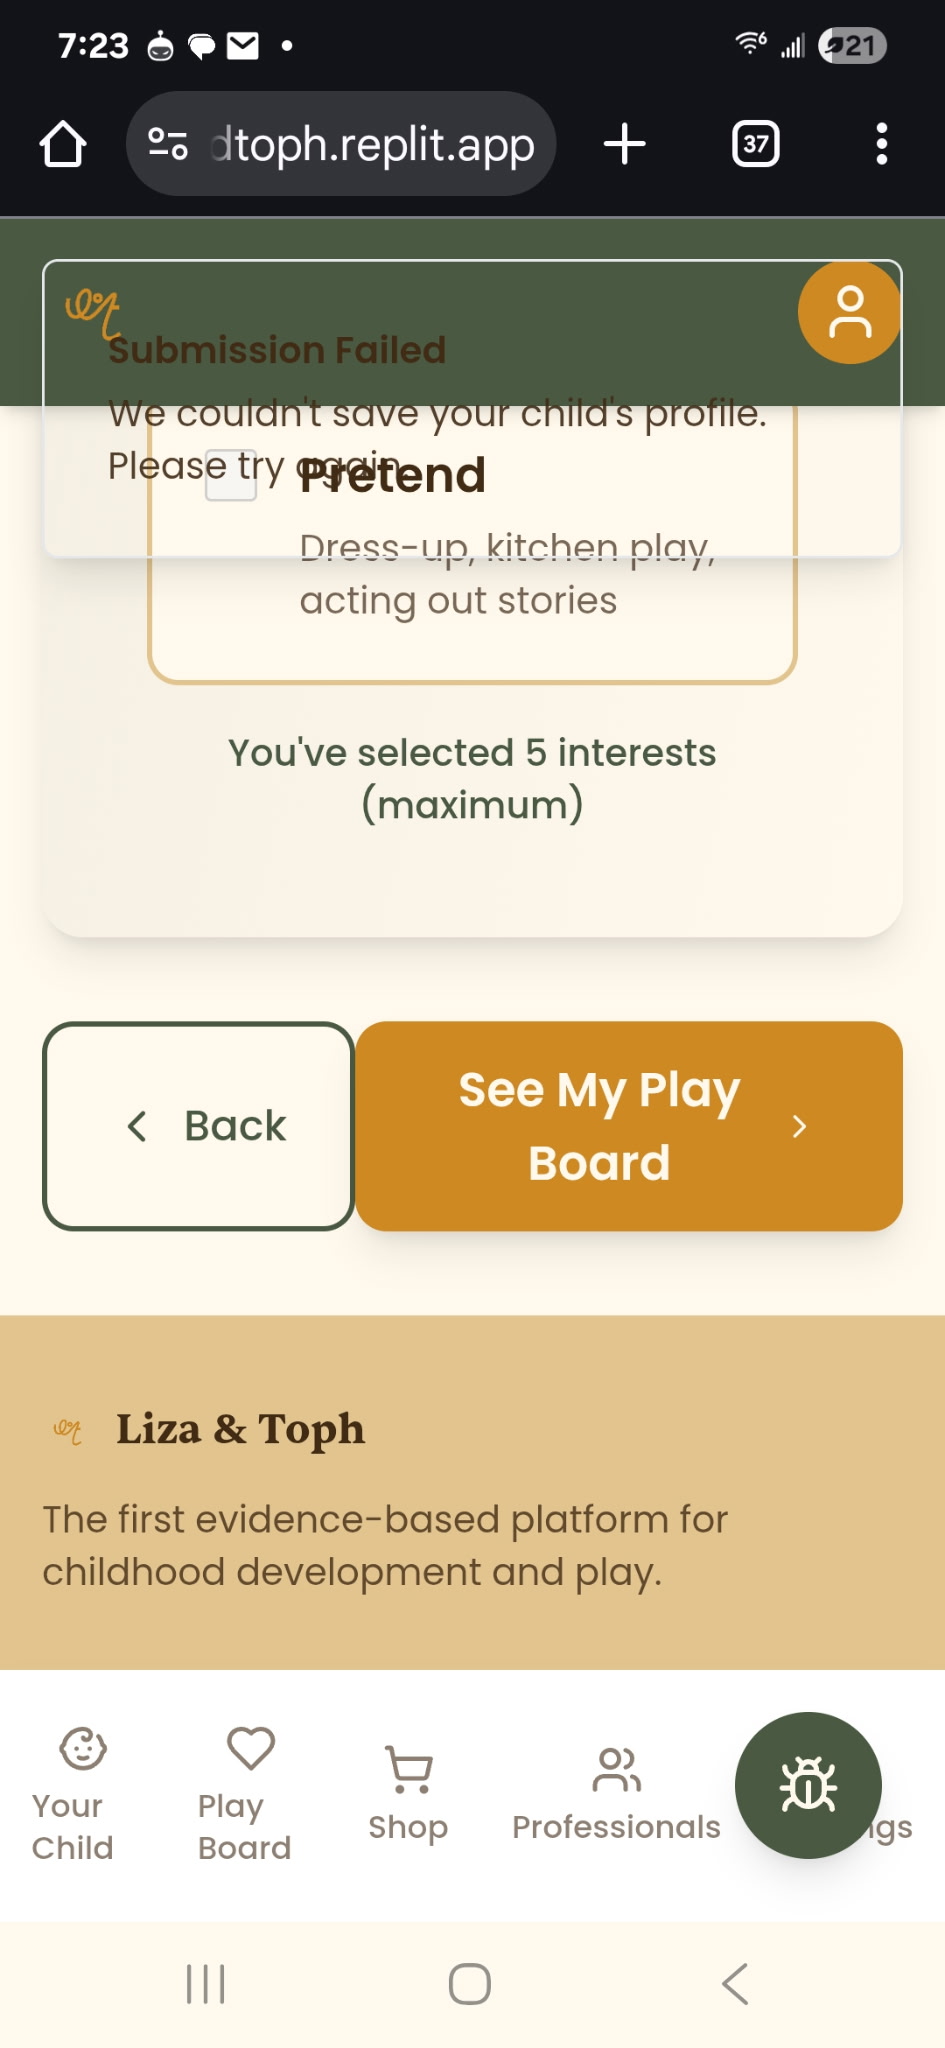 7:23
21
dtoph.replit.app
37
Submission Failed
We couldn't save your child's profile.
Please try again.
Pretend
Dress-up, kitchen play,
acting out stories
You've selected 5 interests
(maximum)
Back
See My Play
Board
Liza & Toph
The first evidence-based platform for
childhood development and play.
Your
Child
Play
Board
Shop
Professionals
ngs